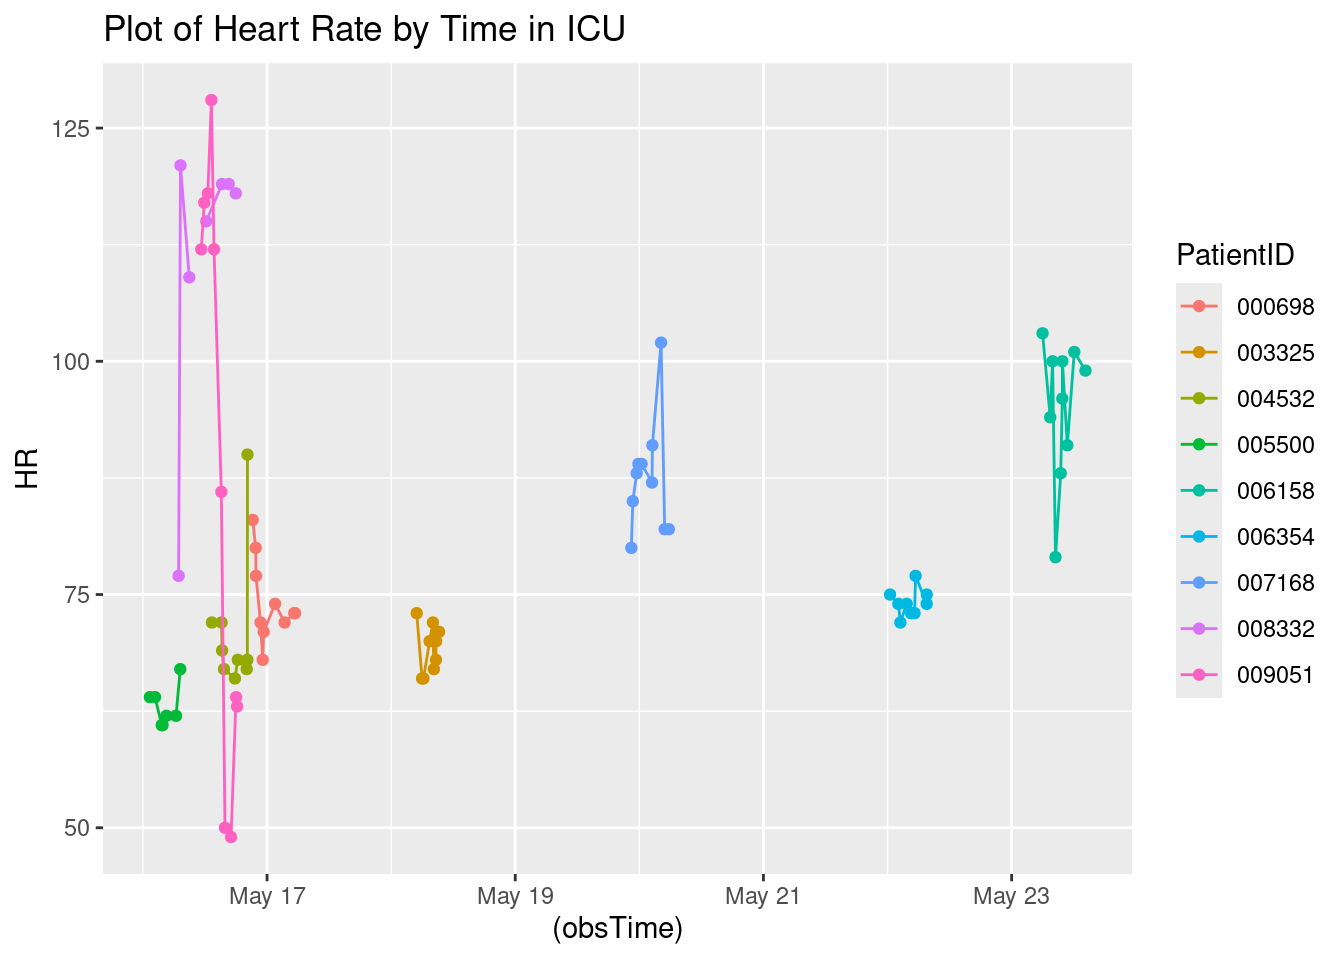 Plot of Heart Rate by Time in ICU
125
100
75
50
HR
May 17
May 19
May 21
May 23
(obsTime)
PatientID
000698
003325
004532
005500
006158
006354
007168
008332
009051